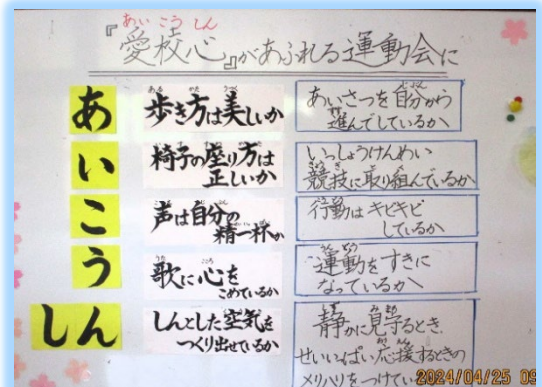 あい こう しん
『愛校心』があふれる運動会に
あ
歩き方は美しいか
あいさつを自分から
進んでしているか
い
椅子の座り方は
正しいか
いっしょうけんめい
競技に取り組んでいるか
こ
声は自分の
精一杯か
行動はキビキビ
しているか
う
歌に心を
こめているか
運動をすきに
なっているか
しん
しんとした空気を
つくり出せているか
静かに見守るとき、
せいいっぱい応援するときの
メリハリをつけてい
2024/04/25 09